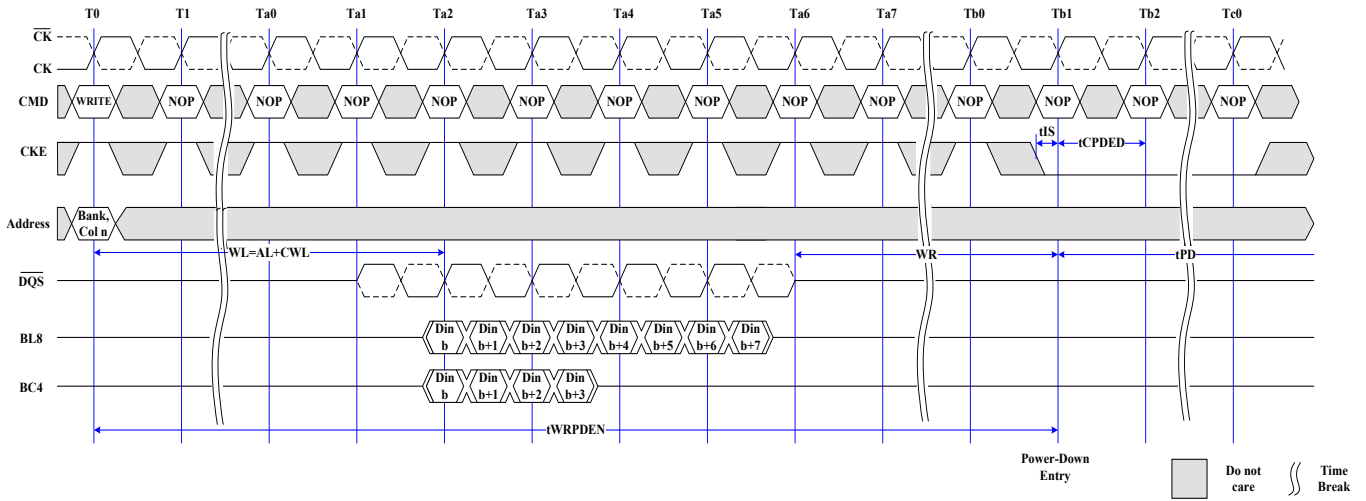 T0 T1 Ta0 Ta1 Ta2 Ta3 Ta4 Ta5 Ta6 Ta7 Tb0 Tb1 Tb2 Tc0
CK
CK
CMD WRITE NOP NOP NOP NOP NOP NOP NOP NOP NOP NOP NOP NOP NOP
tIS
CKE tCPDED
Address Bank, Col n
WL=AL+CWL WR tPD
DQS
BL8 Din b Din b+1 Din b+2 Din b+3 Din b+4 Din b+5 Din b+6 Din b+7
BC4 Din b Din b+1 Din b+2 Din b+3
tWRPDEN
Power-Down
Entry
Do not care
Time Break